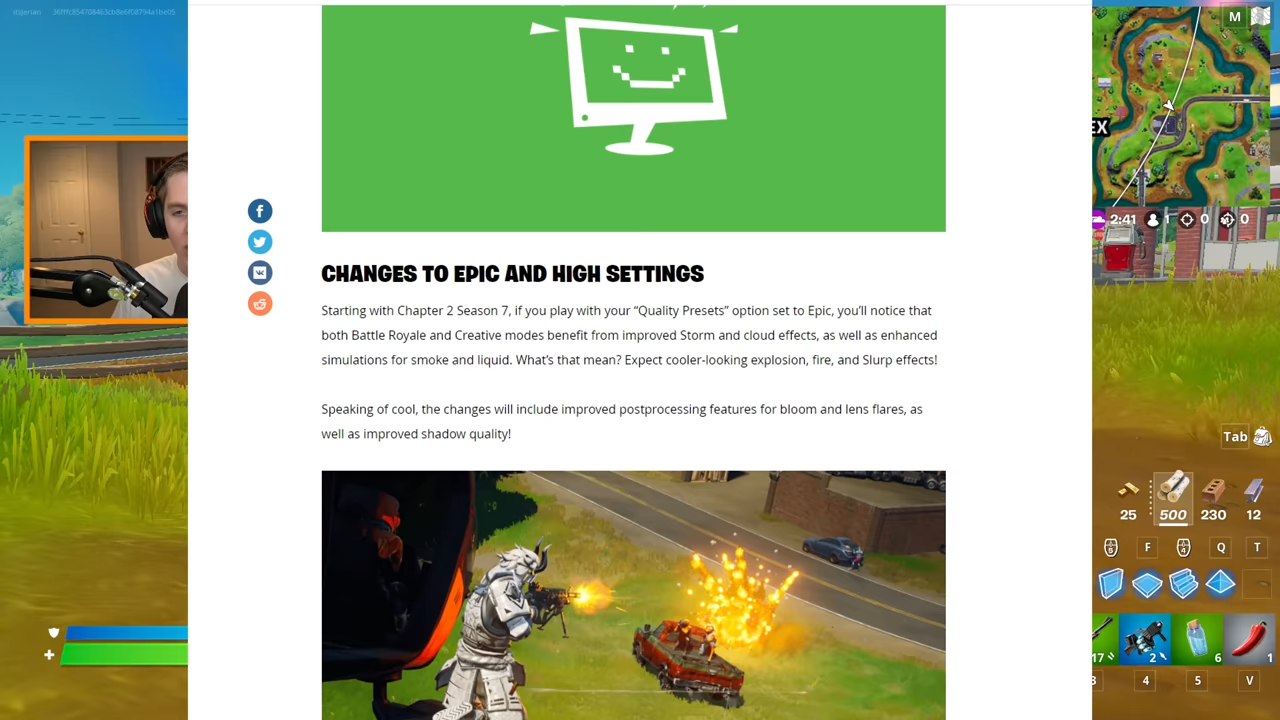 M
EX
2:41 1 0 0
CHANGES TO EPIC AND HIGH SETTINGS
Starting with Chapter 2 Season 7, if you play with your “Quality Presets” option set to Epic, you’ll notice that
both Battle Royale and Creative modes benefit from improved Storm and cloud effects, as well as enhanced
simulations for smoke and liquid. What’s that mean? Expect cooler-looking explosion, fire, and Slurp effects!
Speaking of cool, the changes will include improved postprocessing features for bloom and lens flares, as
well as improved shadow quality!
Tab
25 500 230 12
F Q T
17 2 6 1
3 4 5 V